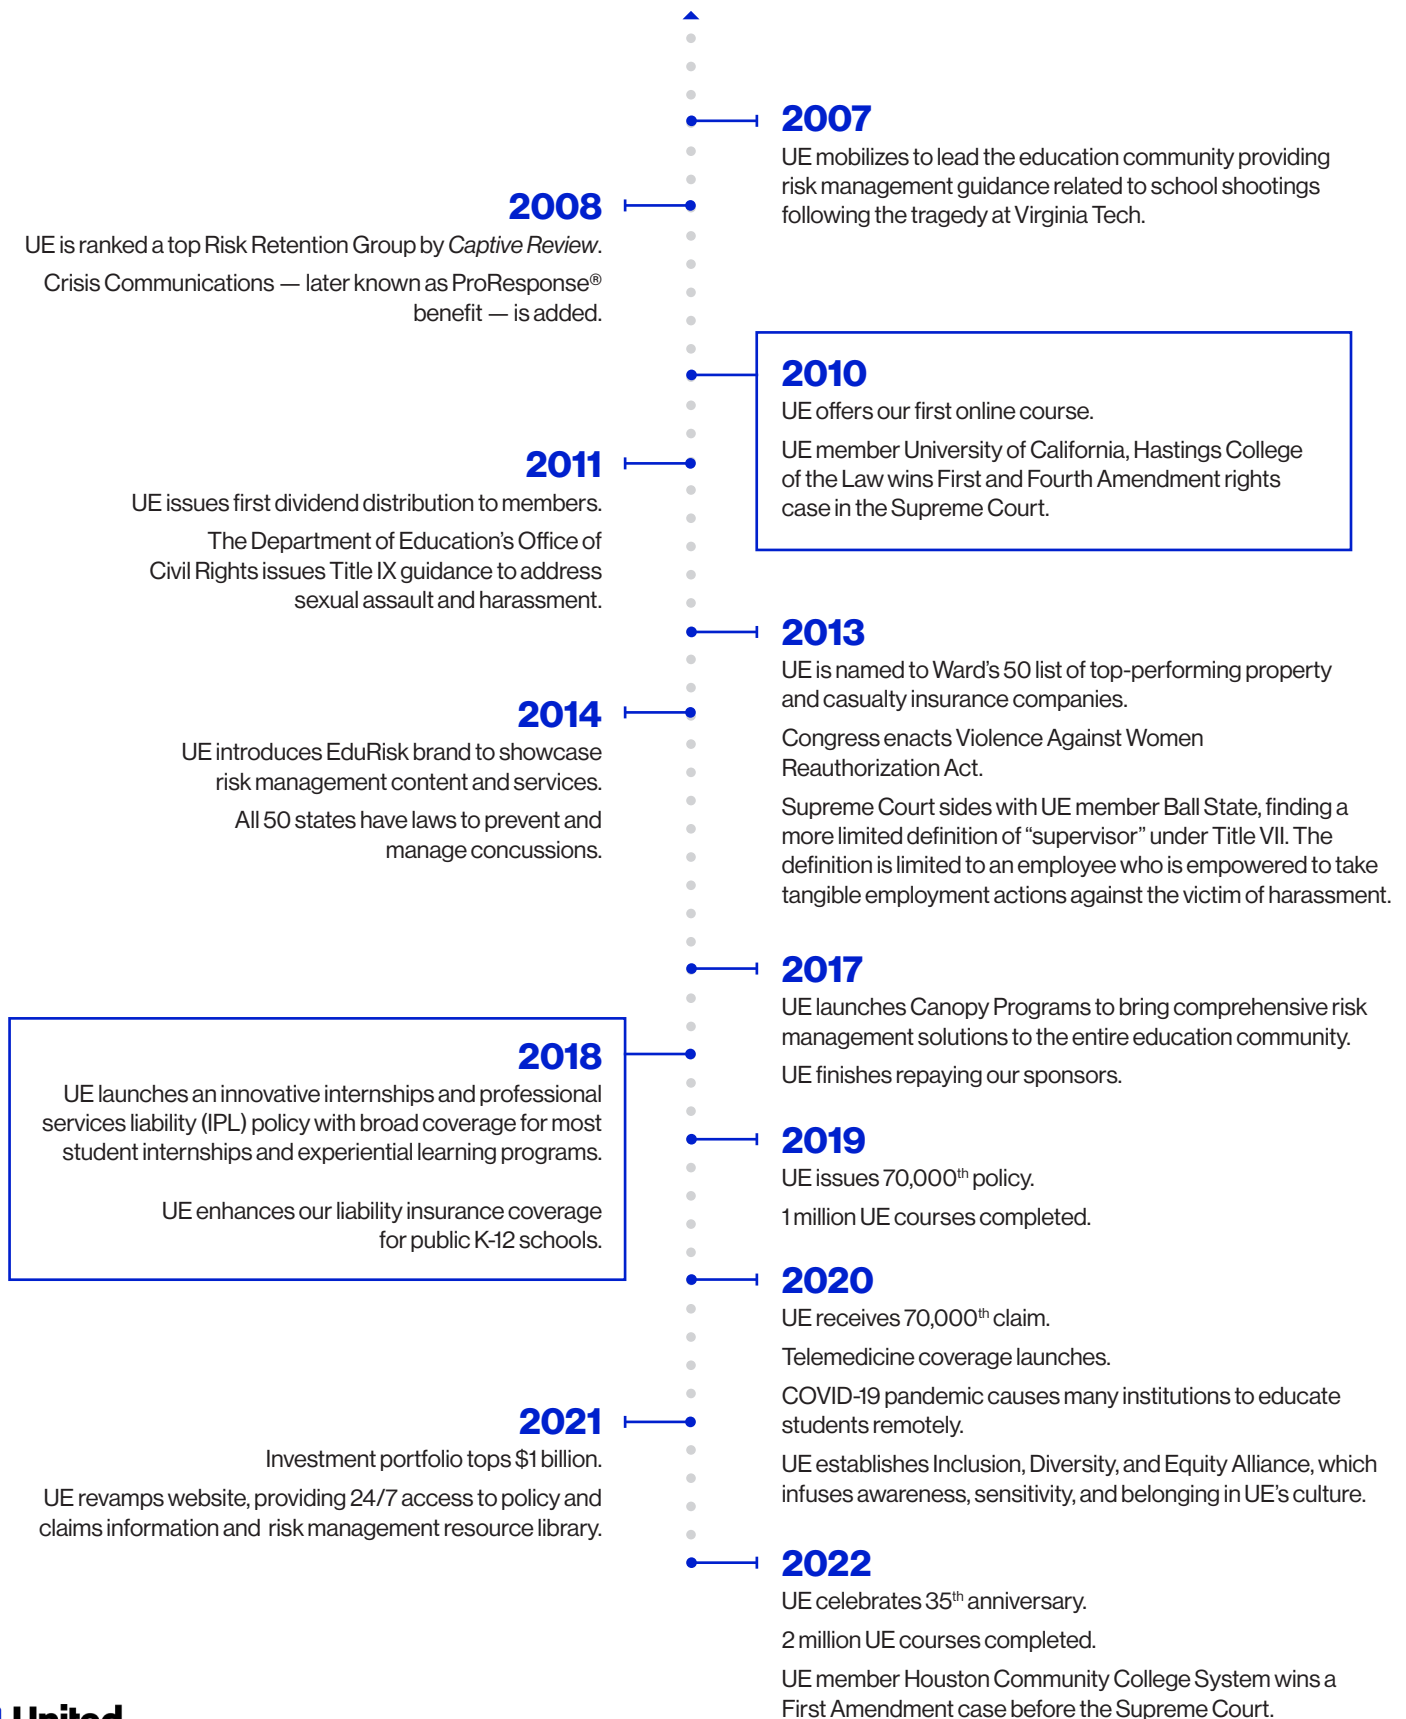 2007
UE mobilizes to lead the education community providing
risk management guidance related to school shootings
following the tragedy at Virginia Tech.
2008
UE is ranked a top Risk Retention Group by Captive Review.
Crisis Communications — later known as ProResponse®
benefit — is added.
2010
UE offers our first online course.
UE member University of California, Hastings College
of the Law wins First and Fourth Amendment rights
case in the Supreme Court.
2011
UE issues first dividend distribution to members.
The Department of Education’s Office of
Civil Rights issues Title IX guidance to address
sexual assault and harassment.
2013
UE is named to Ward’s 50 list of top-performing property
and casualty insurance companies.
Congress enacts Violence Against Women
Reauthorization Act.
Supreme Court sides with UE member Ball State, finding a
more limited definition of “supervisor” under Title VII. The
definition is limited to an employee who is empowered to take
tangible employment actions against the victim of harassment.
2014
UE introduces EduRisk brand to showcase
risk management content and services.
All 50 states have laws to prevent and
manage concussions.
2017
UE launches Canopy Programs to bring comprehensive risk
management solutions to the entire education community.
UE finishes repaying our sponsors.
2018
UE launches an innovative internships and professional
services liability (IPL) policy with broad coverage for most
student internships and experiential learning programs.
UE enhances our liability insurance coverage
for public K-12 schools.
2019
UE issues 70,000th policy.
1 million UE courses completed.
2020
UE receives 70,000th claim.
Telemedicine coverage launches.
COVID-19 pandemic causes many institutions to educate
students remotely.
UE establishes Inclusion, Diversity, and Equity Alliance, which
infuses awareness, sensitivity, and belonging in UE’s culture.
2021
Investment portfolio tops $1 billion.
UE revamps website, providing 24/7 access to policy and
claims information and risk management resource library.
2022
UE celebrates 35th anniversary.
2 million UE courses completed.
UE member Houston Community College System wins a
First Amendment case before the Supreme Court.
United